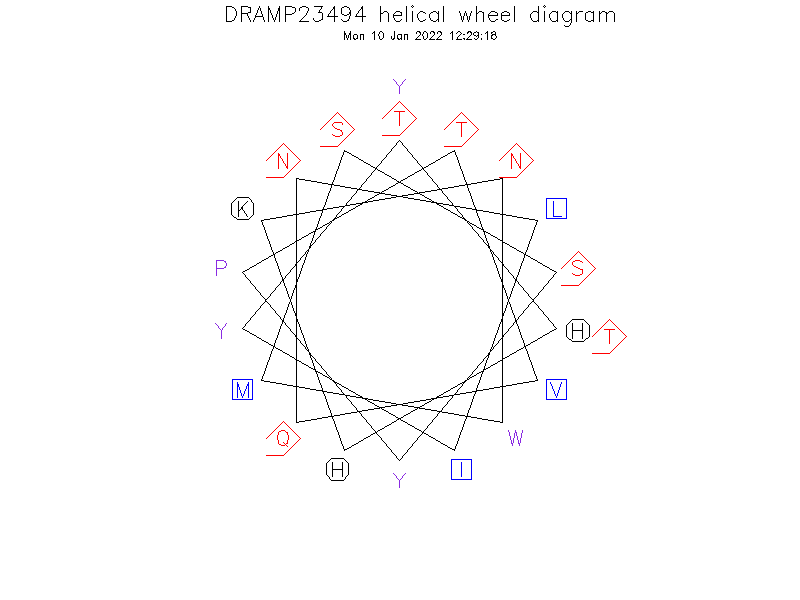 DRAMP23494 helical wheel diagram
Mon 10 Jan 2022 12:29:18
Y
S T T
N N
K L
P S
Y H T
M V
Q W
H I
Y